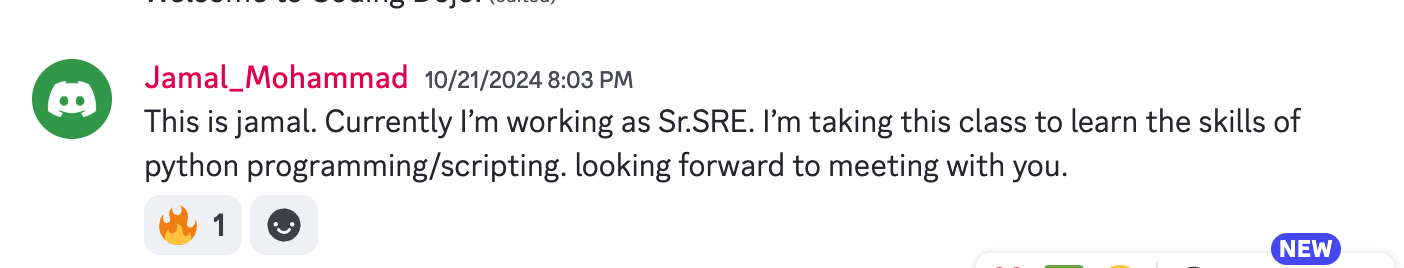 Welcome to Coding Dojo! (edited)
Jamal_Mohammad 10/21/2024 8:03 PM
This is jamal. Currently I’m working as Sr.SRE. I’m taking this class to learn the skills of
python programming/scripting. looking forward to meeting with you.
1
NEW